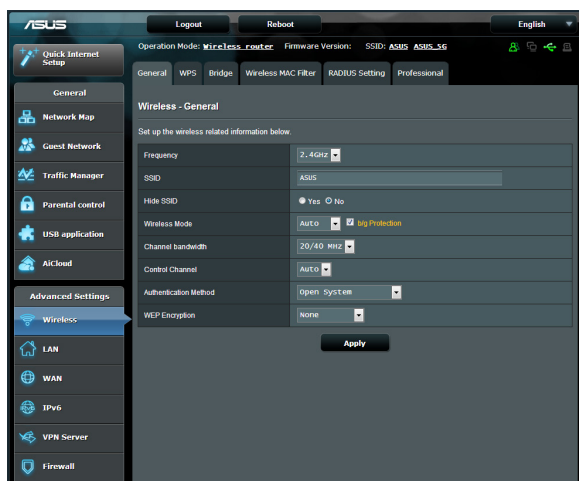 ASUS
Logout Reboot English
Quick Internet Setup
Operation Mode: Wireless router Firmware Version: SSID: ASUS ASUS_5G
General WPS Bridge Wireless MAC Filter RADIUS Setting Professional
General
Network Map
Guest Network
Traffic Manager
Parental control
USB application
AiCloud
Advanced Settings
Wireless
LAN
WAN
IPv6
VPN Server
Firewall
Wireless - General
Set up the wireless related information below.
Frequency 2.4GHz
SSID ASUS
Hide SSID Yes No
Wireless Mode Auto b/g Protection
Channel bandwidth 20/40 MHz
Control Channel Auto
Authentication Method Open System
WEP Encryption None
Apply